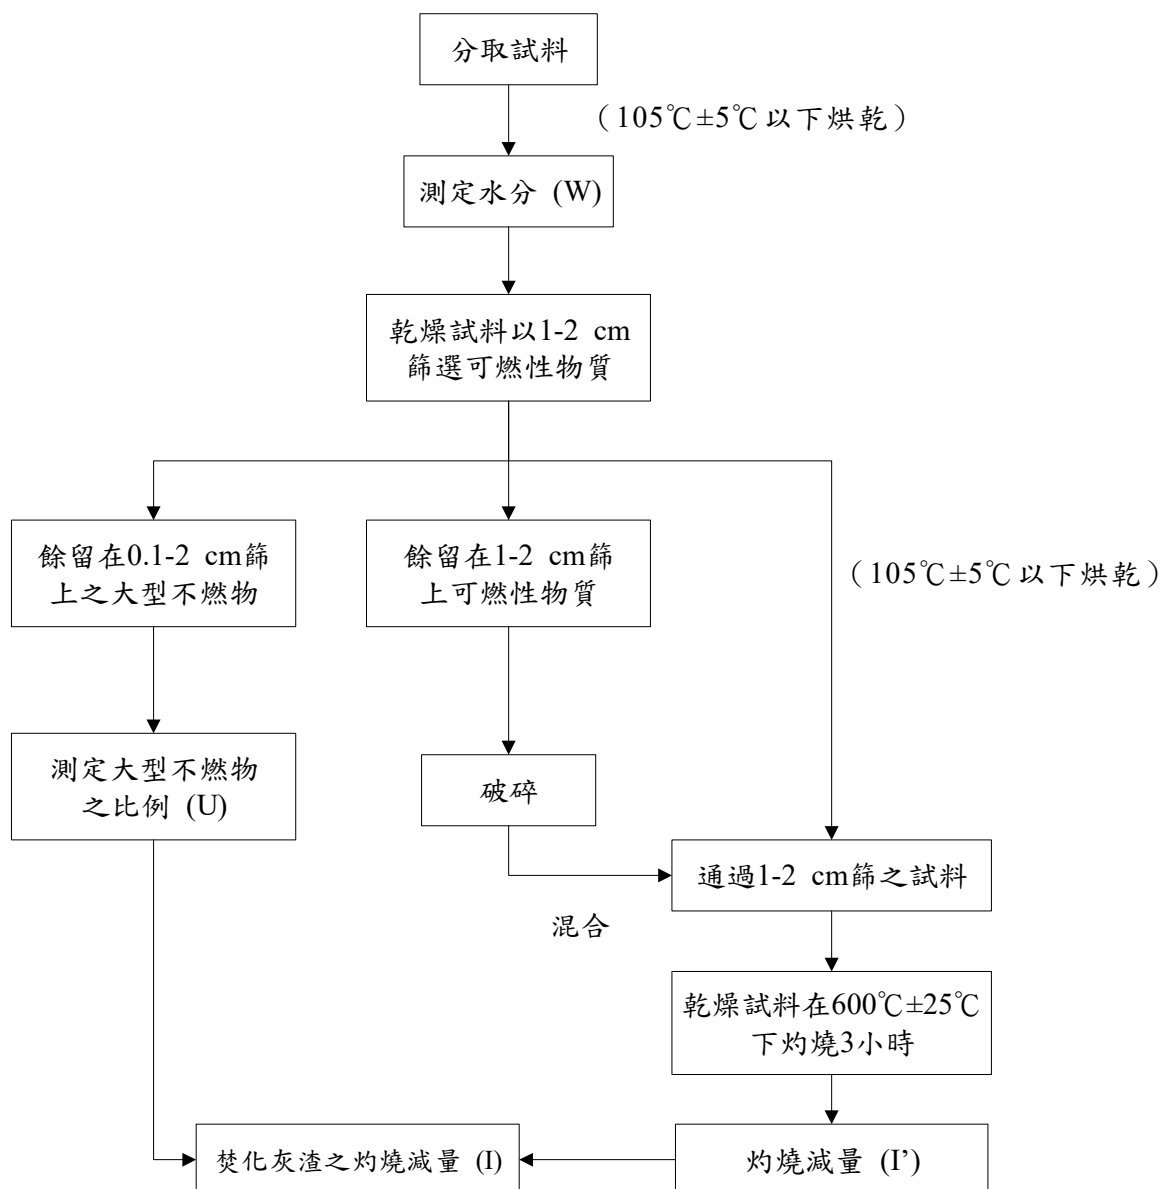 分取試料
（105℃±5℃以下烘乾）
測定水分 (W)
乾燥試料以1-2 cm
篩選可燃性物質
餘留在0.1-2 cm篩
上之大型不燃物
餘留在1-2 cm篩
上可燃性物質
（105℃±5℃以下烘乾）
測定大型不燃物
之比例 (U)
破碎
通過1-2 cm篩之試料
混合
乾燥試料在600℃±25℃
下灼燒3小時
焚化灰渣之灼燒減量 (I)
灼燒減量 (I’)